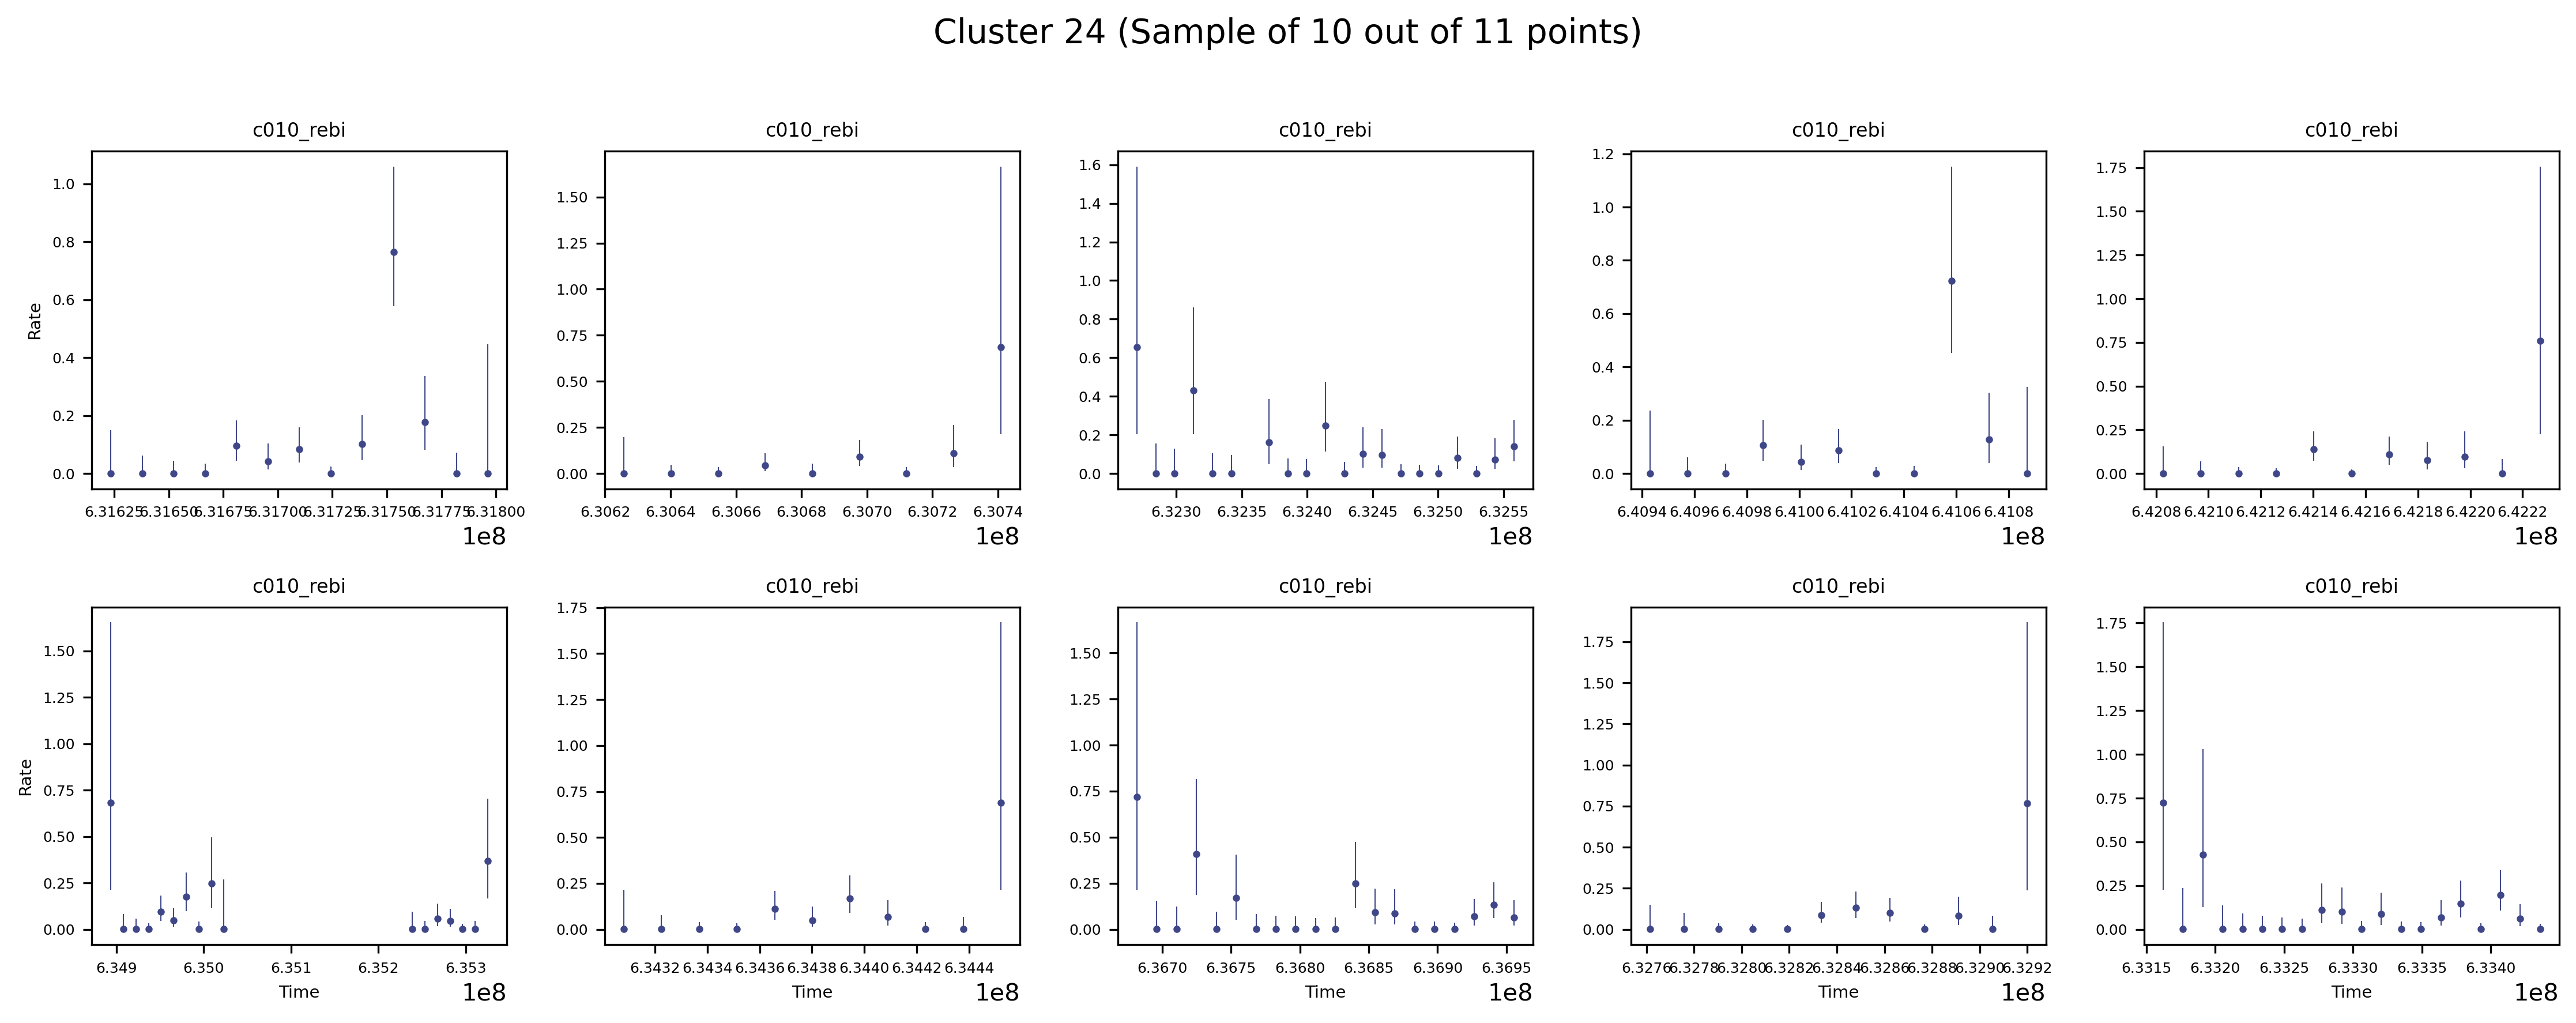 Cluster 24 (Sample of 10 out of 11 points)
c010_rebi
c010_rebi
c010_rebi
c010_rebi
c010_rebi
Rate
1.0
0.8
0.6
0.4
0.2
0.0
6.31625 6.31650 6.31675 6.31700 6.31725 6.31750 6.31775 6.31800
1e8
1.50
1.25
1.00
0.75
0.50
0.25
0.00
6.3062 6.3064 6.3066 6.3068 6.3070 6.3072 6.3074
1e8
1.6
1.4
1.2
1.0
0.8
0.6
0.4
0.2
0.0
6.3230 6.3235 6.3240 6.3245 6.3250 6.3255
1e8
1.2
1.0
0.8
0.6
0.4
0.2
0.0
6.4094 6.4096 6.4098 6.4100 6.4102 6.4104 6.4106 6.4108
1e8
1.75
1.50
1.25
1.00
0.75
0.50
0.25
0.00
6.4208 6.4210 6.4212 6.4214 6.4216 6.4218 6.4220 6.4222
1e8
c010_rebi
c010_rebi
c010_rebi
c010_rebi
c010_rebi
Rate
1.50
1.25
1.00
0.75
0.50
0.25
0.00
6.349 6.350 6.351 6.352 6.353
Time
1e8
1.75
1.50
1.25
1.00
0.75
0.50
0.25
0.00
6.3432 6.3434 6.3436 6.3438 6.3440 6.3442 6.3444
Time
1e8
1.50
1.25
1.00
0.75
0.50
0.25
0.00
6.3670 6.3675 6.3680 6.3685 6.3690 6.3695
Time
1e8
1.75
1.50
1.25
1.00
0.75
0.50
0.25
0.00
6.3276 6.3278 6.3280 6.3282 6.3284 6.3286 6.3288 6.3290 6.3292
Time
1e8
1.75
1.50
1.25
1.00
0.75
0.50
0.25
0.00
6.3315 6.3320 6.3325 6.3330 6.3335 6.3340
Time
1e8